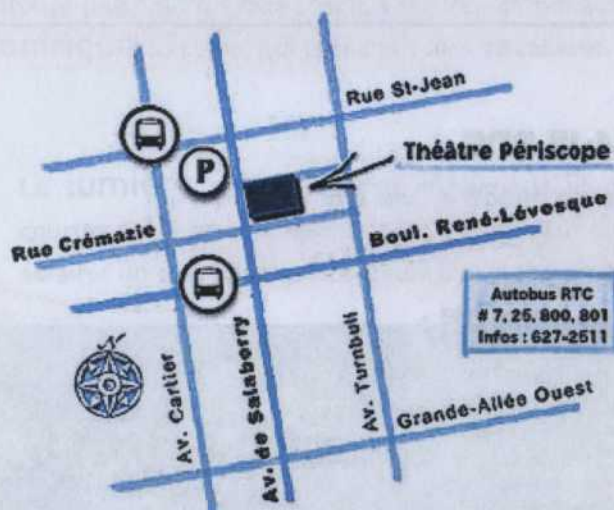 Rue St-Jean
P
Théâtre Périscope
Rue Crémazie
Boul. René-Lévesque
Autobus RTC
# 7, 25, 800, 801
Infos : 627-2511
N
Av. Cartier
Av. de Salaberry
Av. Turnbull
Grande-Allée Ouest